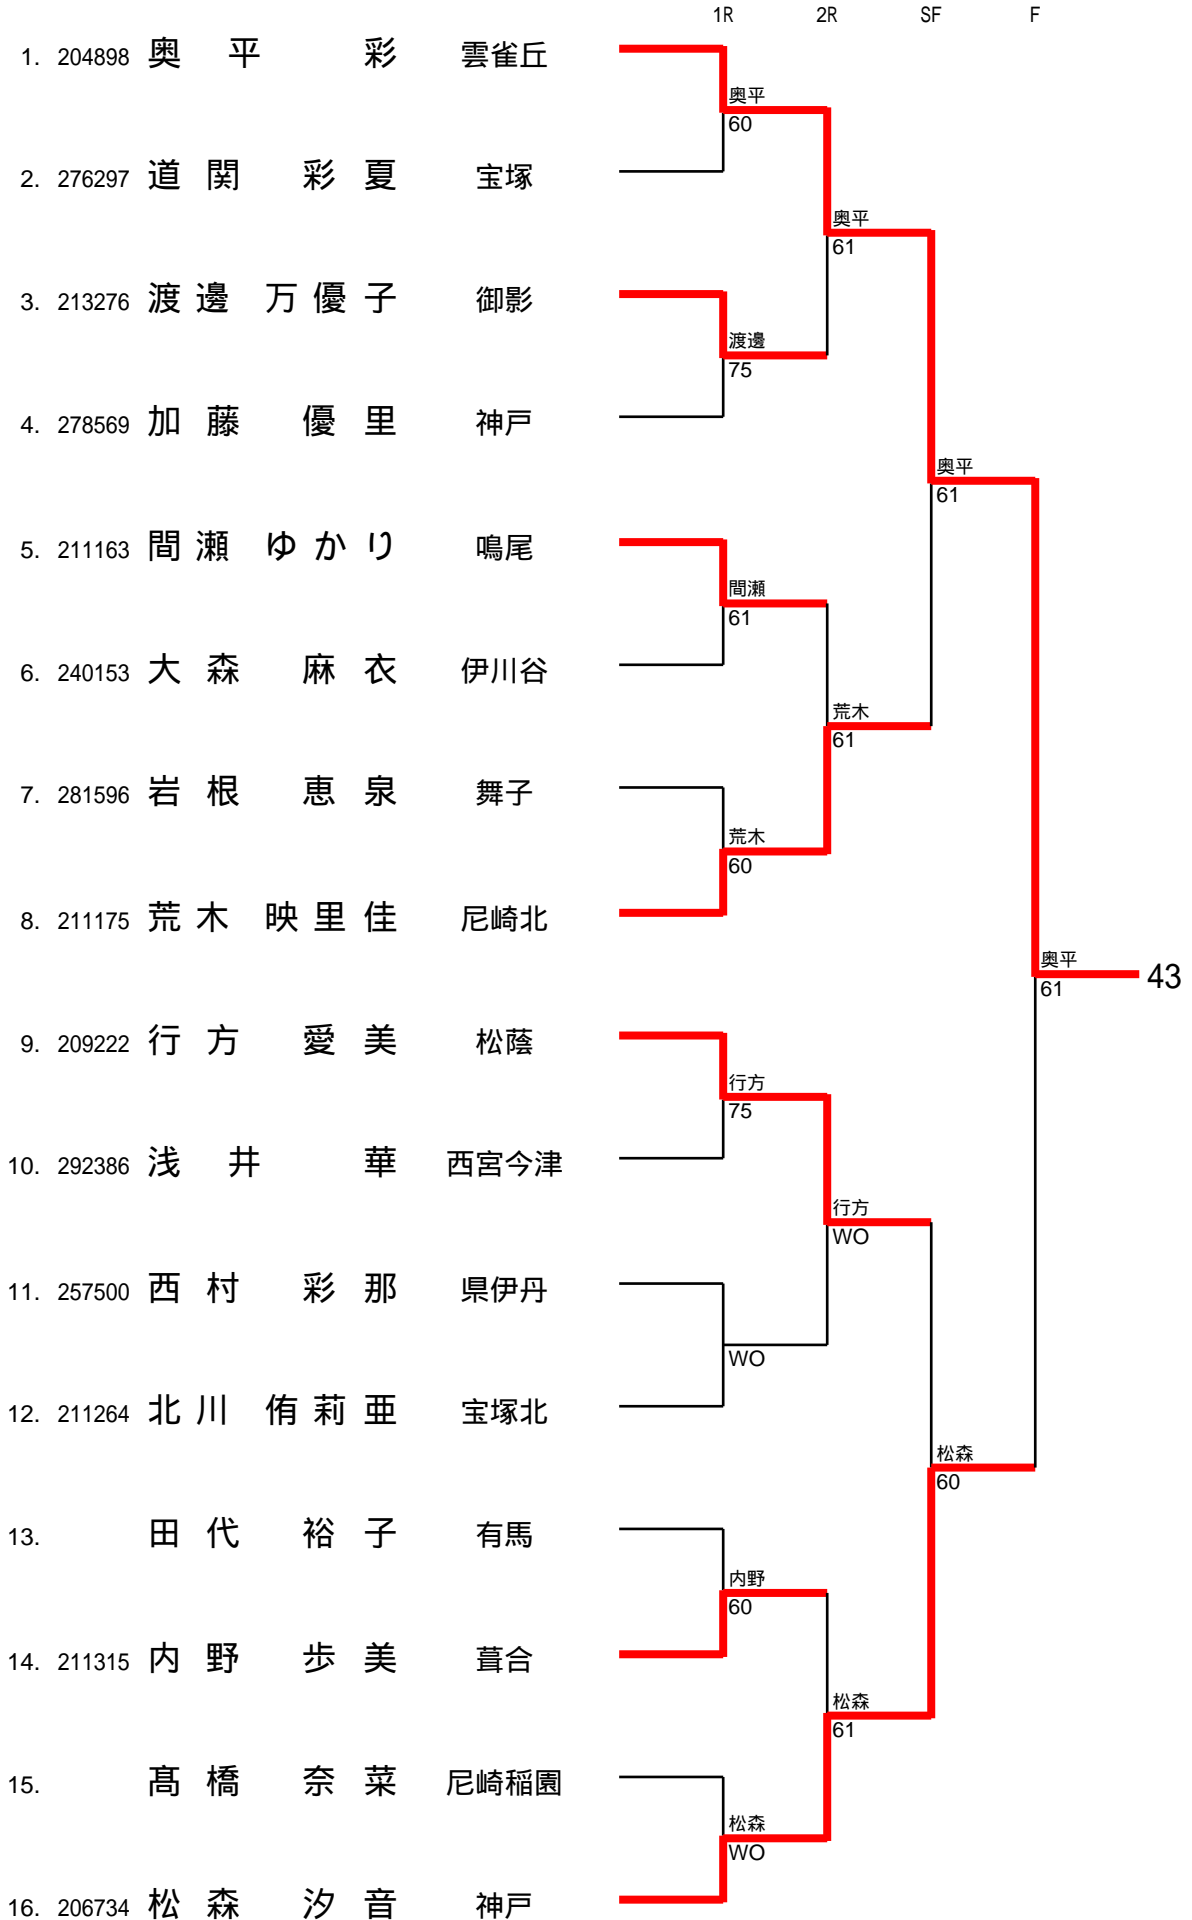 1R 2R SF F
1. 204898 奥平 彩 雲雀丘
奥平
60
2. 276297 道関 彩夏 宝塚
奥平
61
3. 213276 渡邊 万優子 御影
渡邊
75
4. 278569 加藤 優里 神戸
奥平
61
5. 211163 間瀬 ゆかり 鳴尾
間瀬
61
6. 240153 大森 麻衣 伊川谷
荒木
61
7. 281596 岩根 恵泉 舞子
荒木
60
8. 211175 荒木 映里佳 尼崎北
奥平
61
43
9. 209222 行方 愛美 松蔭
行方
75
10. 292386 浅井 華 西宮今津
行方
WO
11. 257500 西村 彩那 県伊丹
WO
12. 211264 北川 侑莉亜 宝塚北
松森
60
13. 田代 裕子 有馬
内野
60
14. 211315 内野 歩美 葺合
松森
61
15. 髙橋 奈菜 尼崎稲園
松森
WO
16. 206734 松森 汐音 神戸